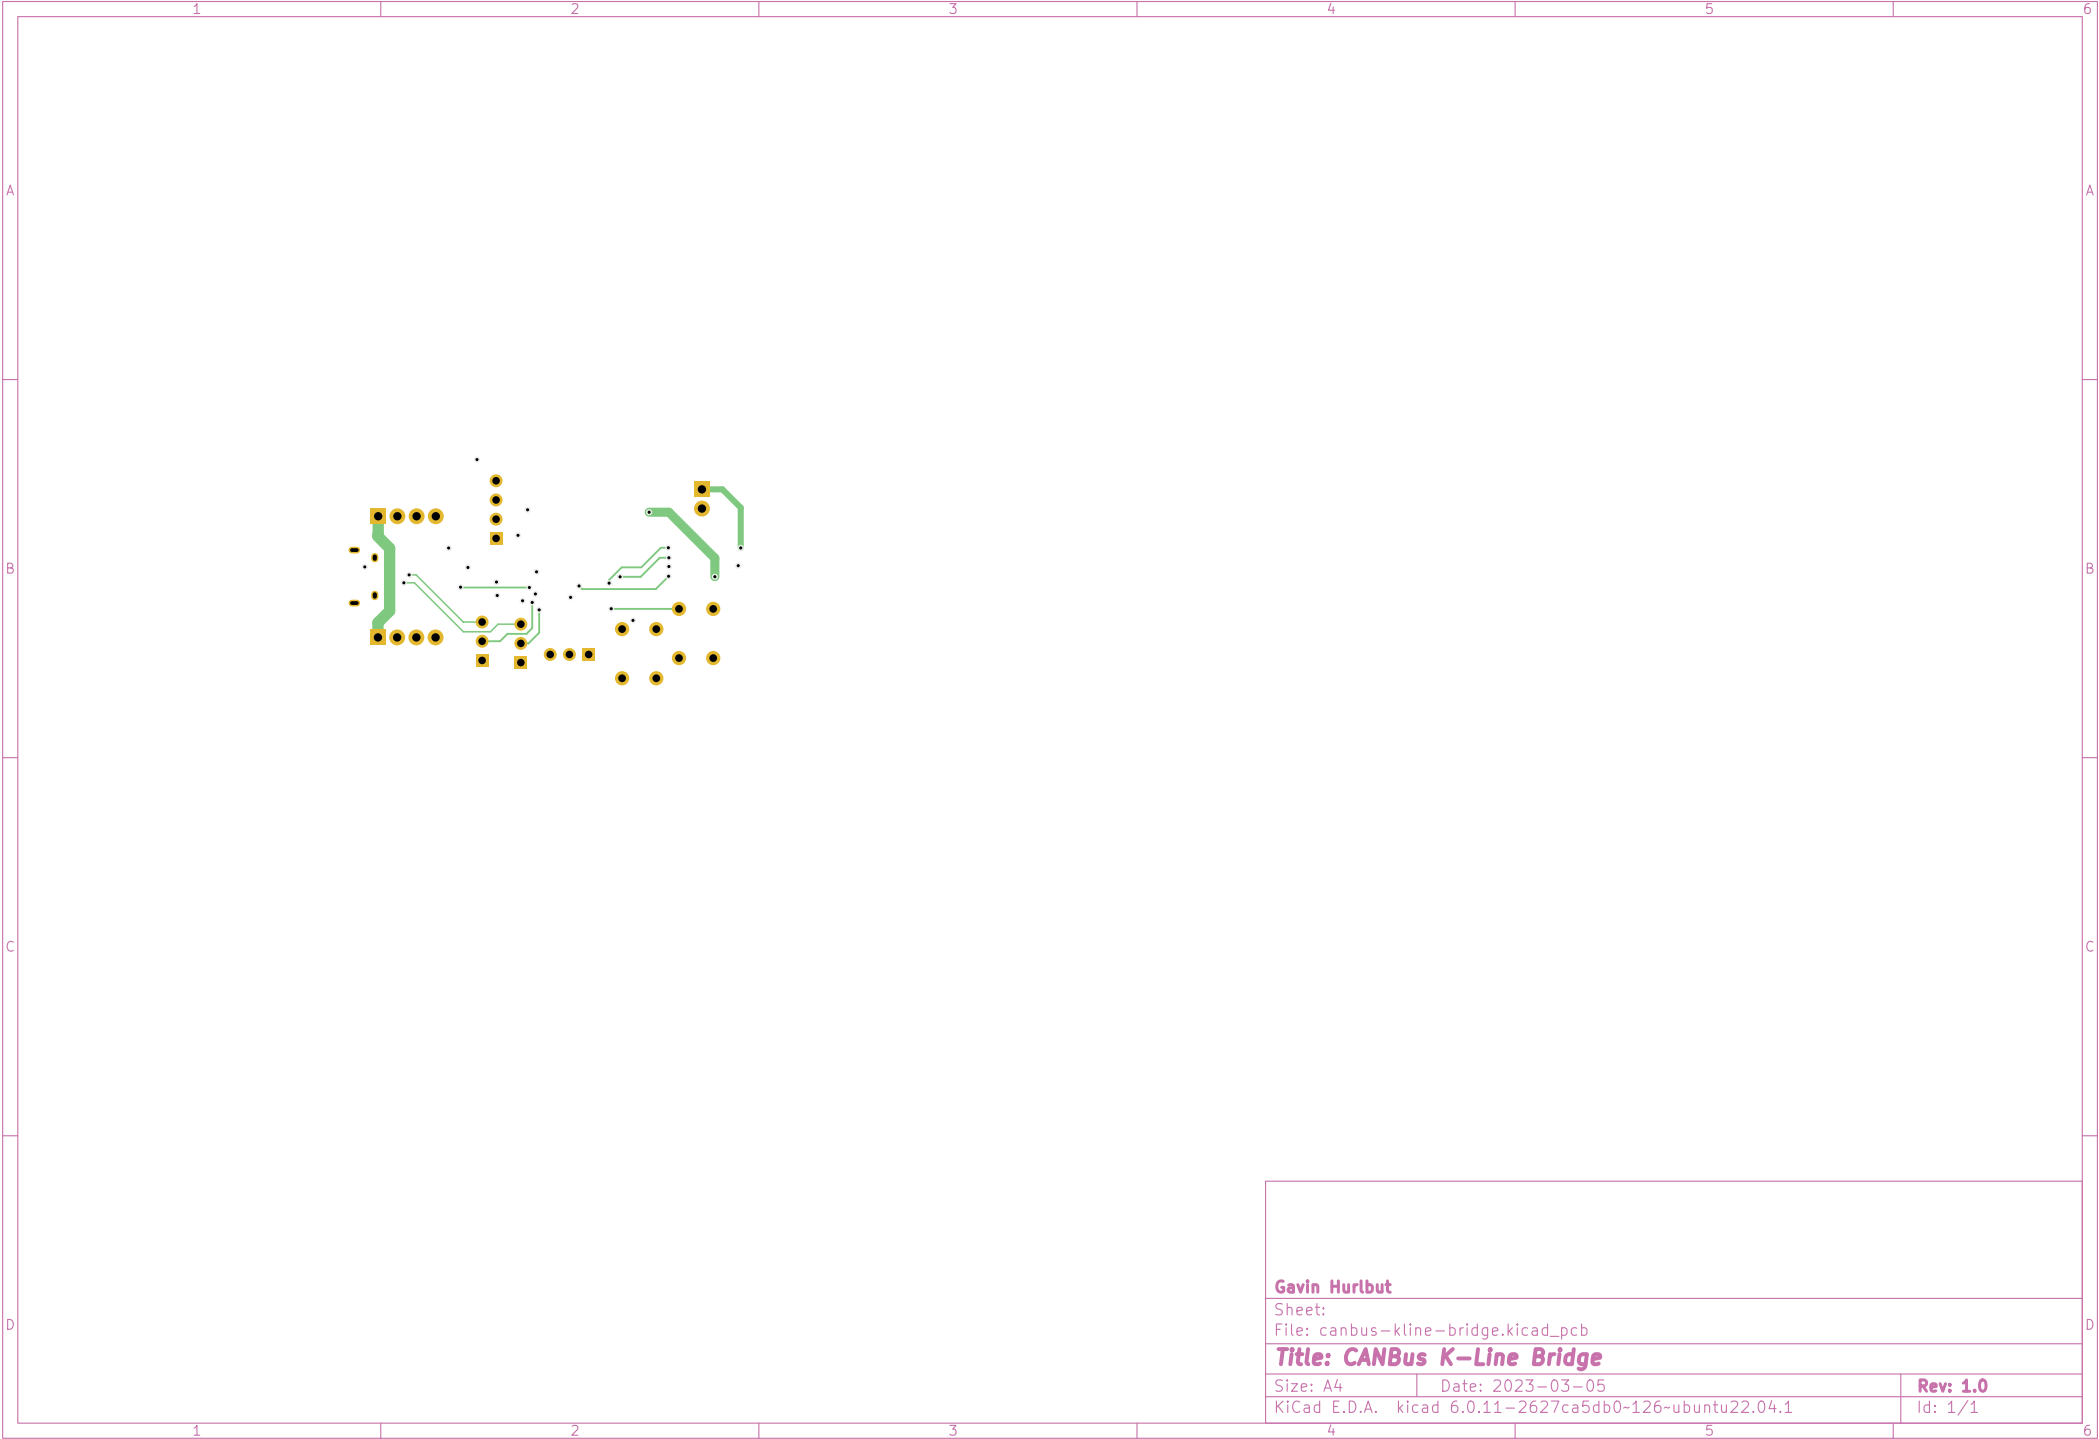 1 2 3 4 5 6
A A
B B
C C
Gavin Hurlbut
Sheet:
File: canbus-kline-bridge.kicad_pcb
D D
Title: CANBus K-Line Bridge
Size: A4 Date: 2023-03-05 Rev: 1.0
KiCad E.D.A. kicad 6.0.11-2627ca5db0~126~ubuntu22.04.1 Id: 1/1
1 2 3 4 5 6